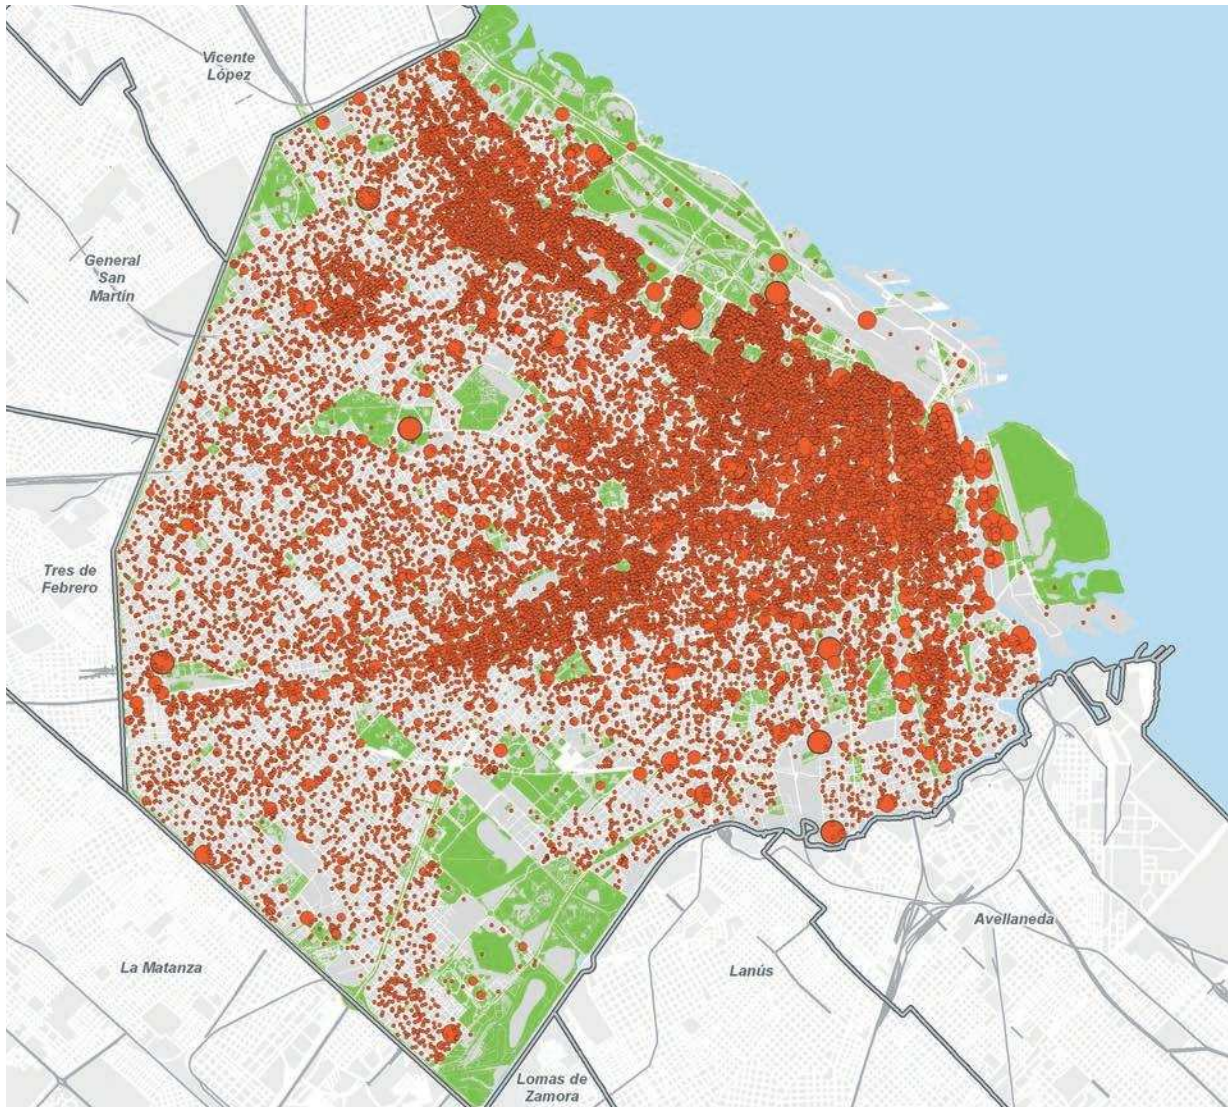 Vicente
López
General
San
Martín
Tres de
Febrero
La Matanza
Lanús
Avellaneda
Lomas de
Zamora